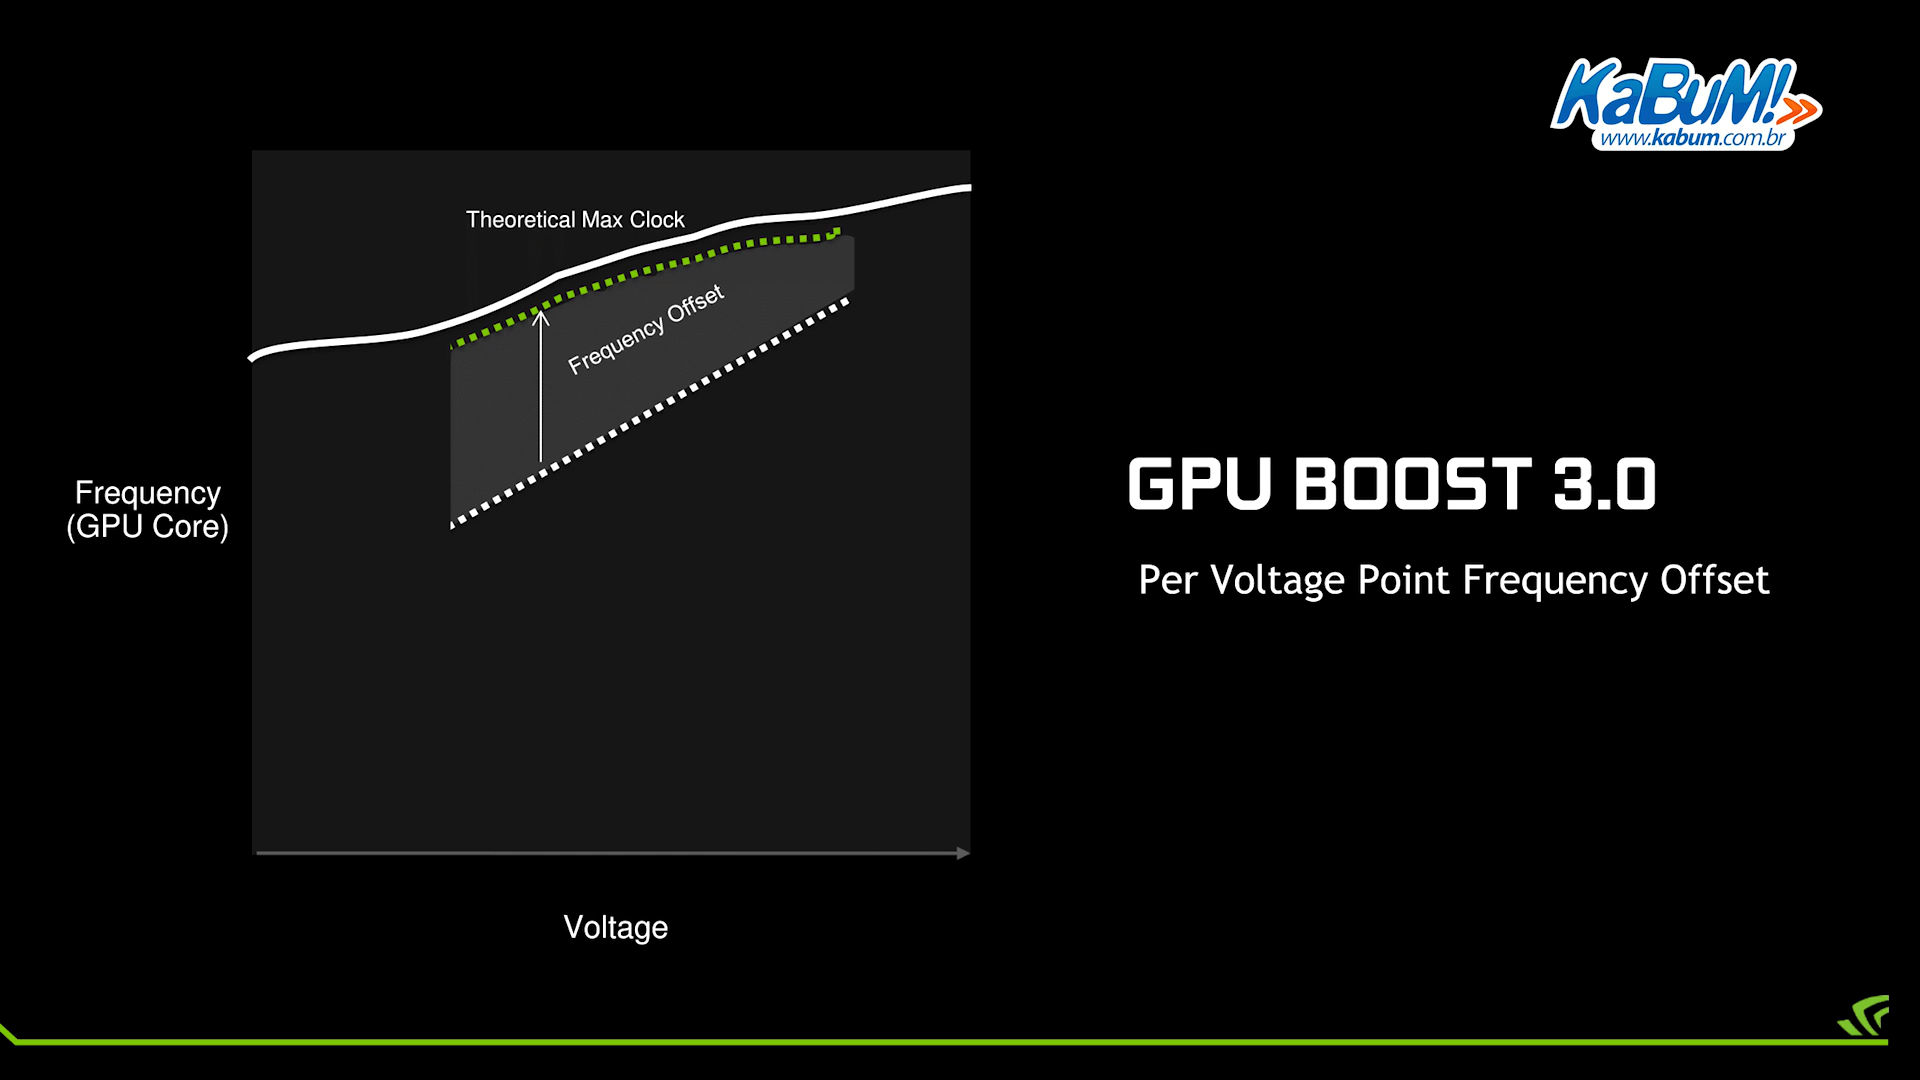 KaBuM!
www.kabum.com.br
Theoretical Max Clock
Frequency Offset
Frequency
(GPU Core)
Voltage
GPU BOOST 3.0
Per Voltage Point Frequency Offset